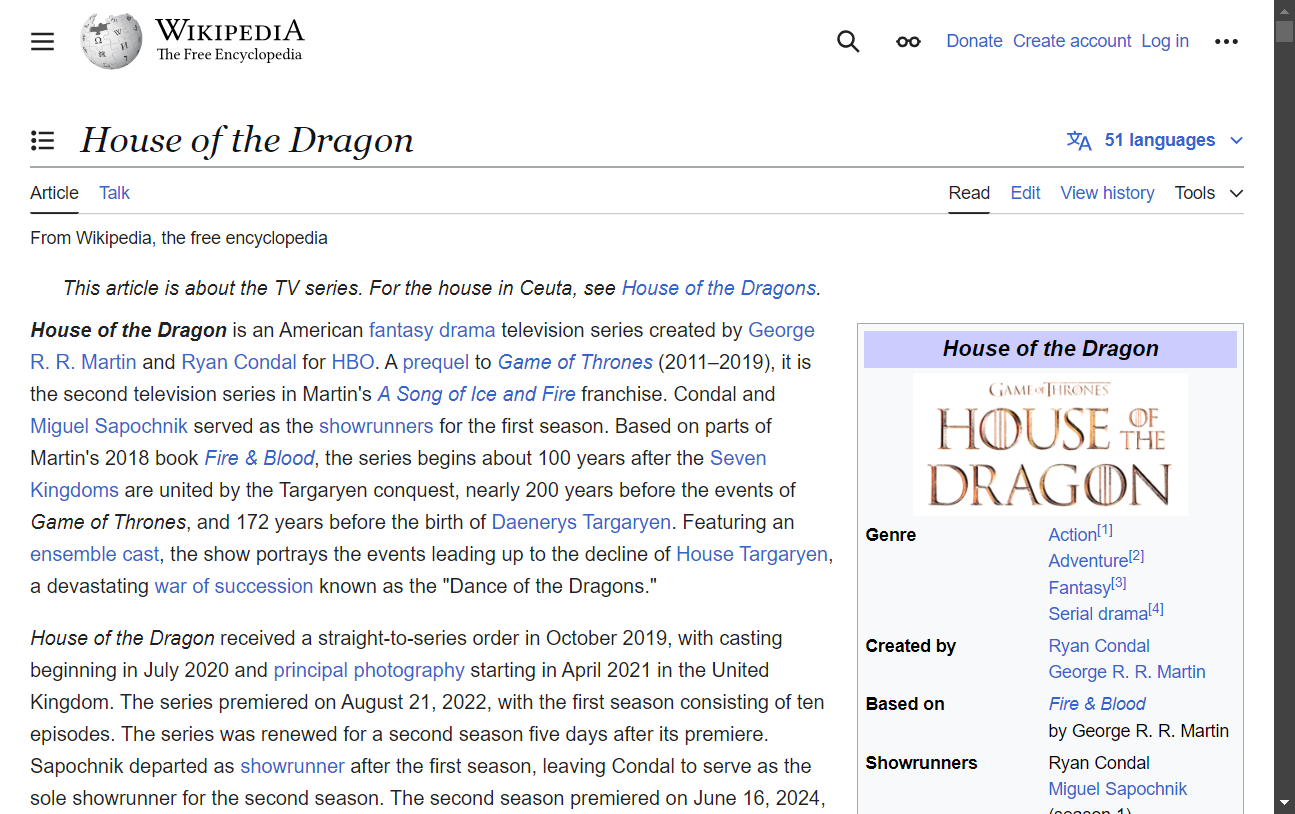 WIKIPEDIA
The Free Encyclopedia
Donate Create account Log in
House of the Dragon
51 languages
Article Talk
Read Edit View history Tools
From Wikipedia, the free encyclopedia
This article is about the TV series. For the house in Ceuta, see House of the Dragons.
House of the Dragon is an American fantasy drama television series created by George
R. R. Martin and Ryan Condal for HBO. A prequel to Game of Thrones (2011–2019), it is
the second television series in Martin's A Song of Ice and Fire franchise. Condal and
Miguel Sapochnik served as the showrunners for the first season. Based on parts of
Martin's 2018 book Fire & Blood, the series begins about 100 years after the Seven
Kingdoms are united by the Targaryen conquest, nearly 200 years before the events of
Game of Thrones, and 172 years before the birth of Daenerys Targaryen. Featuring an
ensemble cast, the show portrays the events leading up to the decline of House Targaryen,
a devastating war of succession known as the "Dance of the Dragons."
House of the Dragon received a straight-to-series order in October 2019, with casting
beginning in July 2020 and principal photography starting in April 2021 in the United
Kingdom. The series premiered on August 21, 2022, with the first season consisting of ten
episodes. The series was renewed for a second season five days after its premiere.
Sapochnik departed as showrunner after the first season, leaving Condal to serve as the
sole showrunner for the second season. The second season premiered on June 16, 2024,
House of the Dragon
GAME OF THRONES
HOUSE OF THE
DRAGON
Genre
Action[1]
Adventure[2]
Fantasy[3]
Serial drama[4]
Created by
Ryan Condal
George R. R. Martin
Based on
Fire & Blood
by George R. R. Martin
Showrunners
Ryan Condal
Miguel Sapochnik
(season 1)